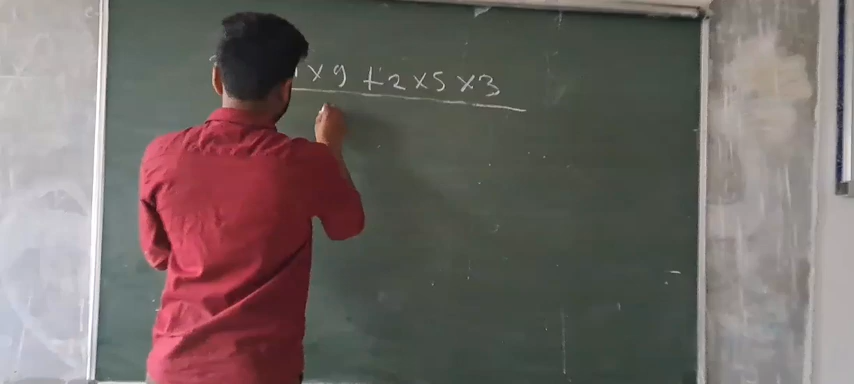 × 9 + 2 × 5 × 3